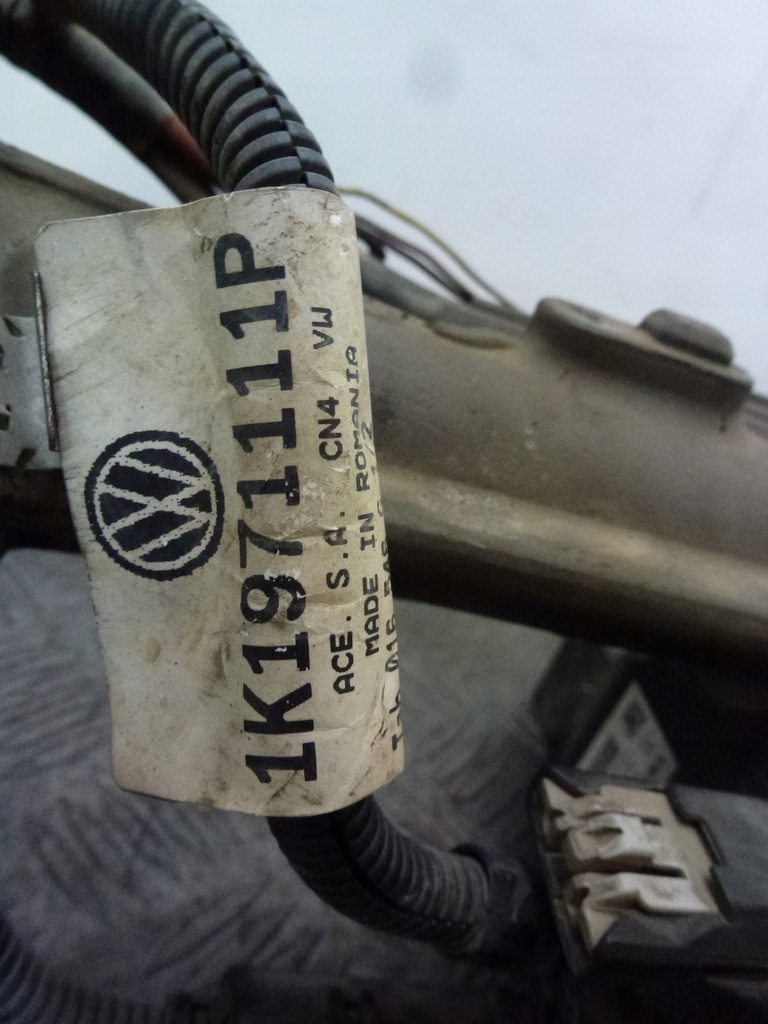 1K1971111P
ACE. S.A. CN4 VW
MADE IN ROMANIA